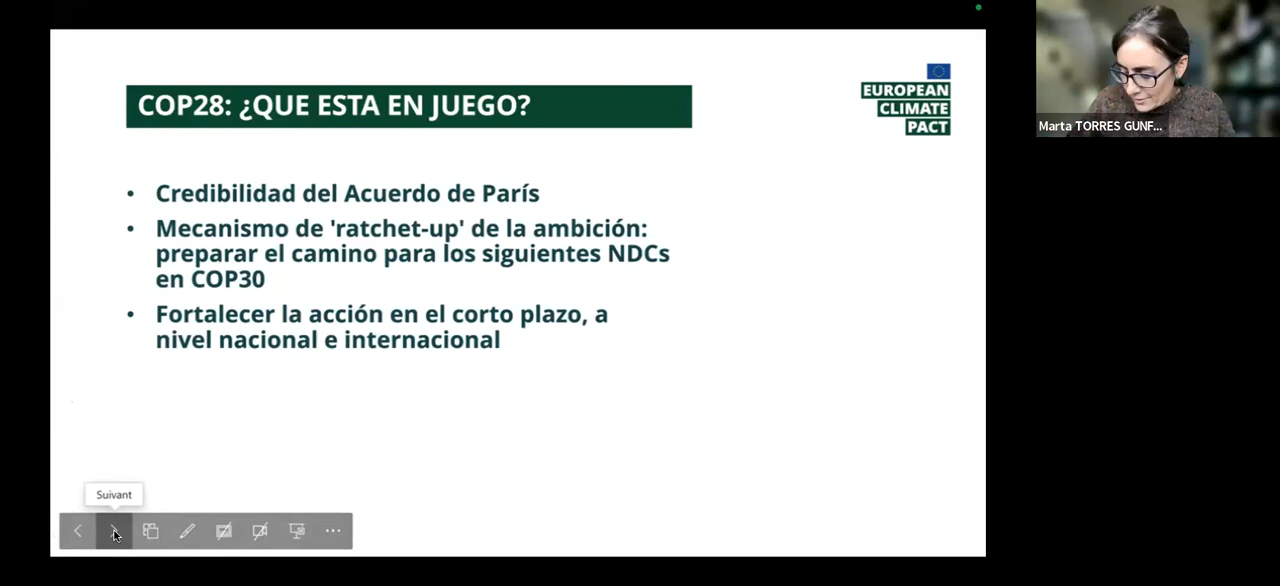 COP28: ¿QUE ESTA EN JUEGO?
EUROPEAN
CLIMATE
PACT
• Credibilidad del Acuerdo de París
• Mecanismo de 'ratchet-up' de la ambición:
preparar el camino para los siguientes NDCs
en COP30
• Fortalecer la acción en el corto plazo, a
nivel nacional e internacional
Suivant
Marta TORRES GUNF...